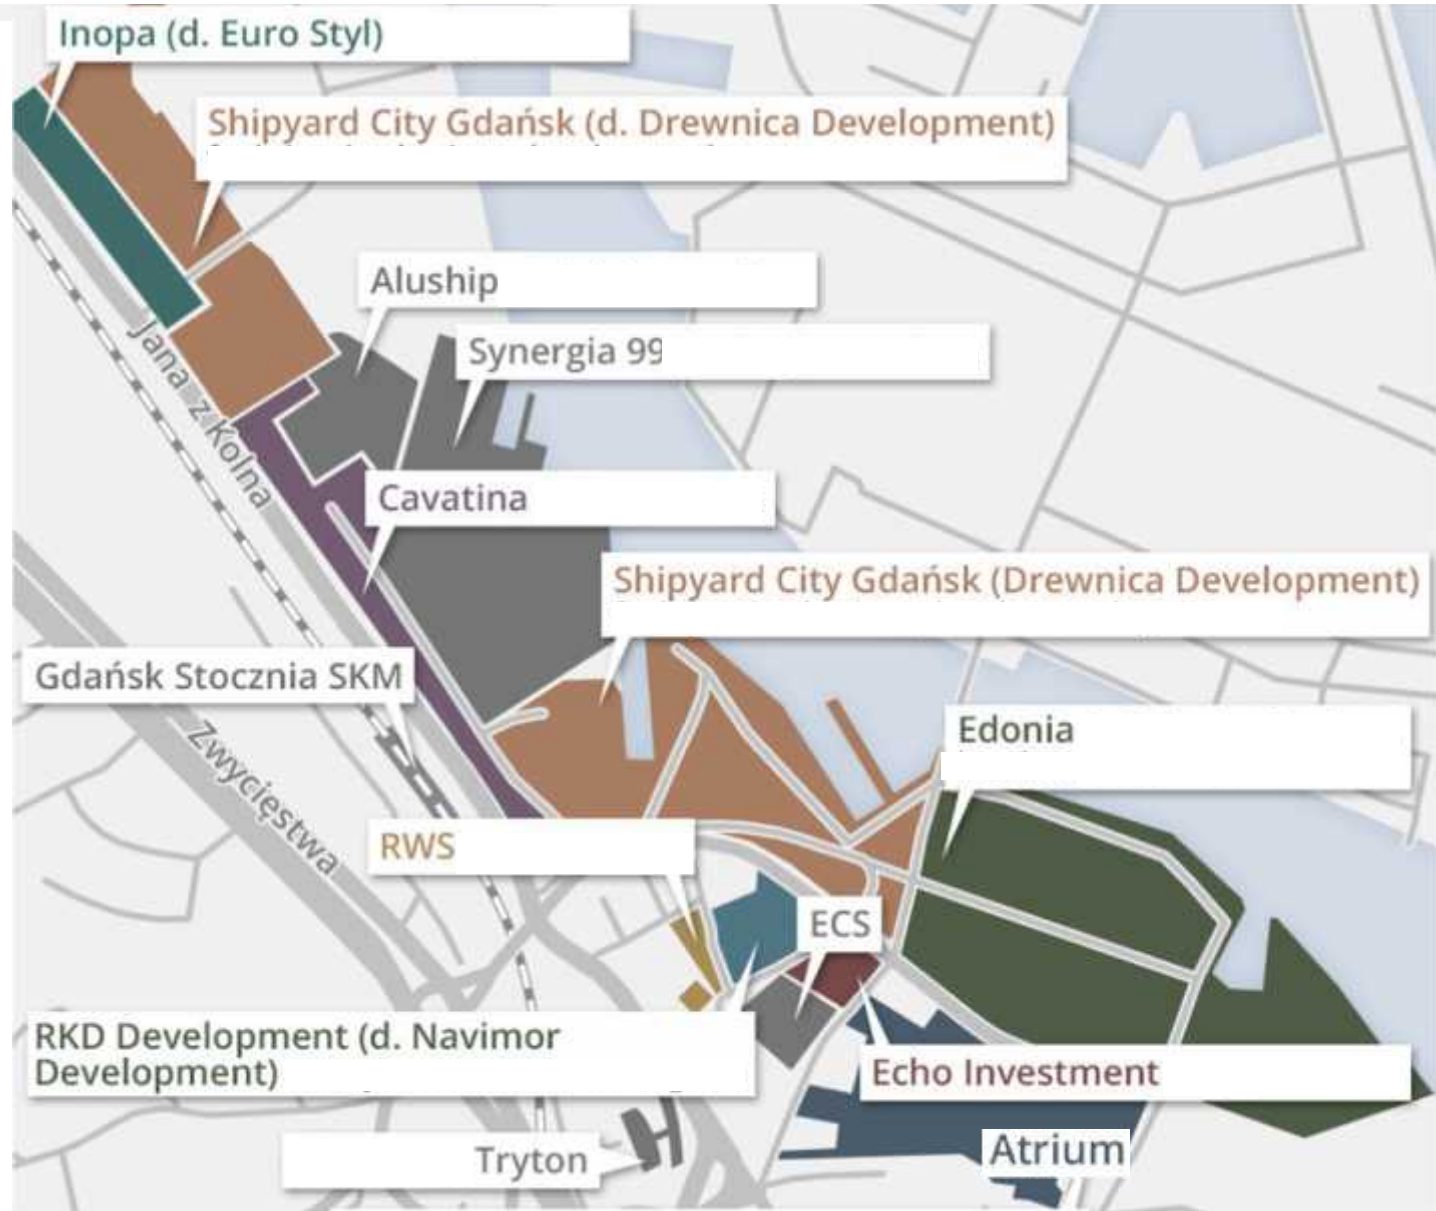 Inopa (d. Euro Styl)
Shipyard City Gdańsk (d. Drewnica Development)
Aluship
Synergia 99
Jana z Kolna
Cavatina
Shipyard City Gdańsk (Drewnica Development)
Gdańsk Stocznia SKM
Edonia
Zwycięstwa
RWS
ECS
RKD Development (d. Navimor
Development)
Echo Investment
Tryton
Atrium